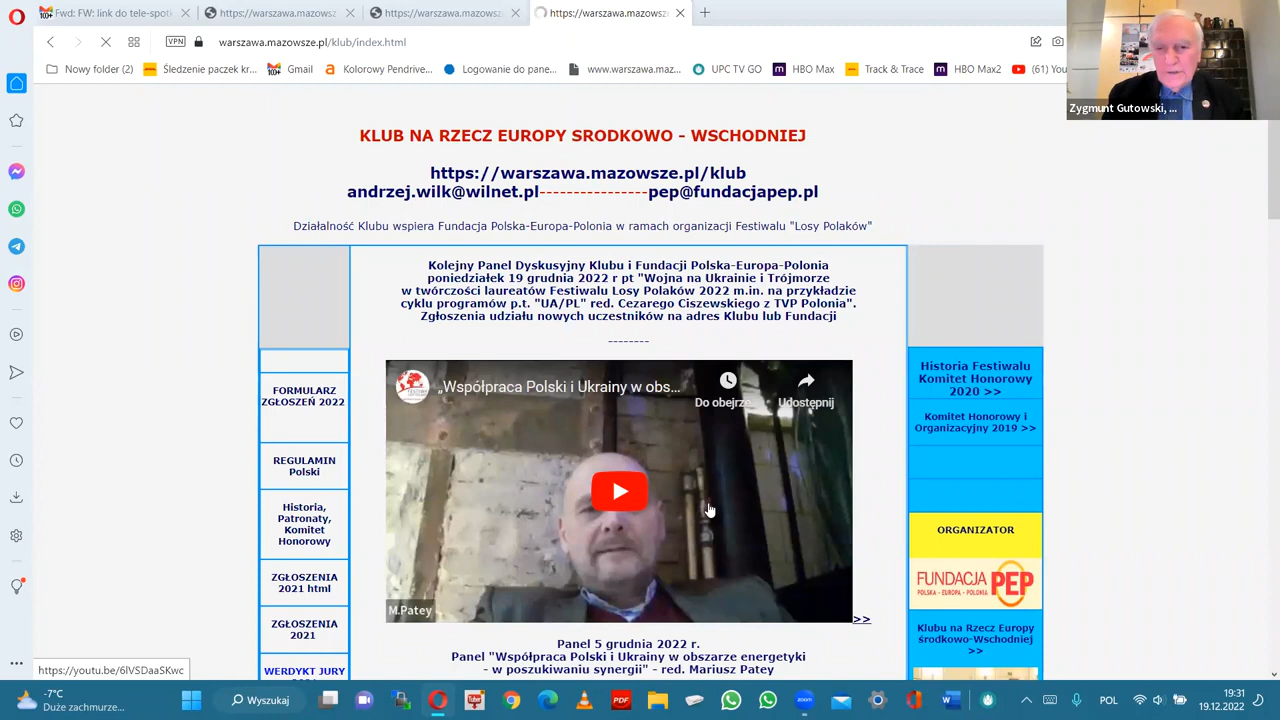 Fwd: FW: link do tele-spotk
https://warszawa.mazowsz
https://warszawa.mazowsz
https://warszawa.mazowsze
VPN
warszawa.mazowsze.pl/klub/index.html
Nowy folder (2)
Śledzenie paczek kr...
Gmail
Kolorowy Pendrive...
Logowanie do pane...
www.warszawa.maz...
UPC TV GO
HBO Max
Track & Trace
HBO Max2
(61) You
Zygmunt Gutowski, ...
KLUB NA RZECZ EUROPY SRODKOWO - WSCHODNIEJ
https://warszawa.mazowsze.pl/klub
andrzej.wilk@wilnet.pl----------------pep@fundacjapep.pl
Działalność Klubu wspiera Fundacja Polska-Europa-Polonia w ramach organizacji Festiwalu "Losy Polaków"
Kolejny Panel Dyskusyjny Klubu i Fundacji Polska-Europa-Polonia
poniedziałek 19 grudnia 2022 r pt "Wojna na Ukrainie i Trójmorze
w twórczości laureatów Festiwalu Losy Polaków 2022 m.in. na przykładzie
cyklu programów p.t. "UA/PL" red. Cezarego Ciszewskiego z TVP Polonia".
Zgłoszenia udziału nowych uczestników na adres Klubu lub Fundacji
--------
FORMULARZ
ZGŁOSZEŃ 2022
REGULAMIN
Polski
Historia,
Patronaty,
Komitet
Honorowy
ZGŁOSZENIA
2021 html
ZGŁOSZENIA
2021
WERDYKT JURY
„Współpraca Polski i Ukrainy w obs...
Do obejrze...
Udostępnij
M.Patey
>>
Panel 5 grudnia 2022 r.
Panel "Współpraca Polski i Ukrainy w obszarze energetyki
- w poszukiwaniu synergii" - red. Mariusz Patey
Historia Festiwalu
Komitet Honorowy
2020 >>
Komitet Honorowy i
Organizacyjny 2019 >>
ORGANIZATOR
FUNDACJA PEP
POLSKA - EUROPA - POLONIA
Klubu na Rzecz Europy
środkowo-Wschodniej
>>
https://youtu.be/6lVSDaaSKwc
-7°C
Duże zachmurze...
Wyszukaj
PDF
zoom
POL
19:31
19.12.2022